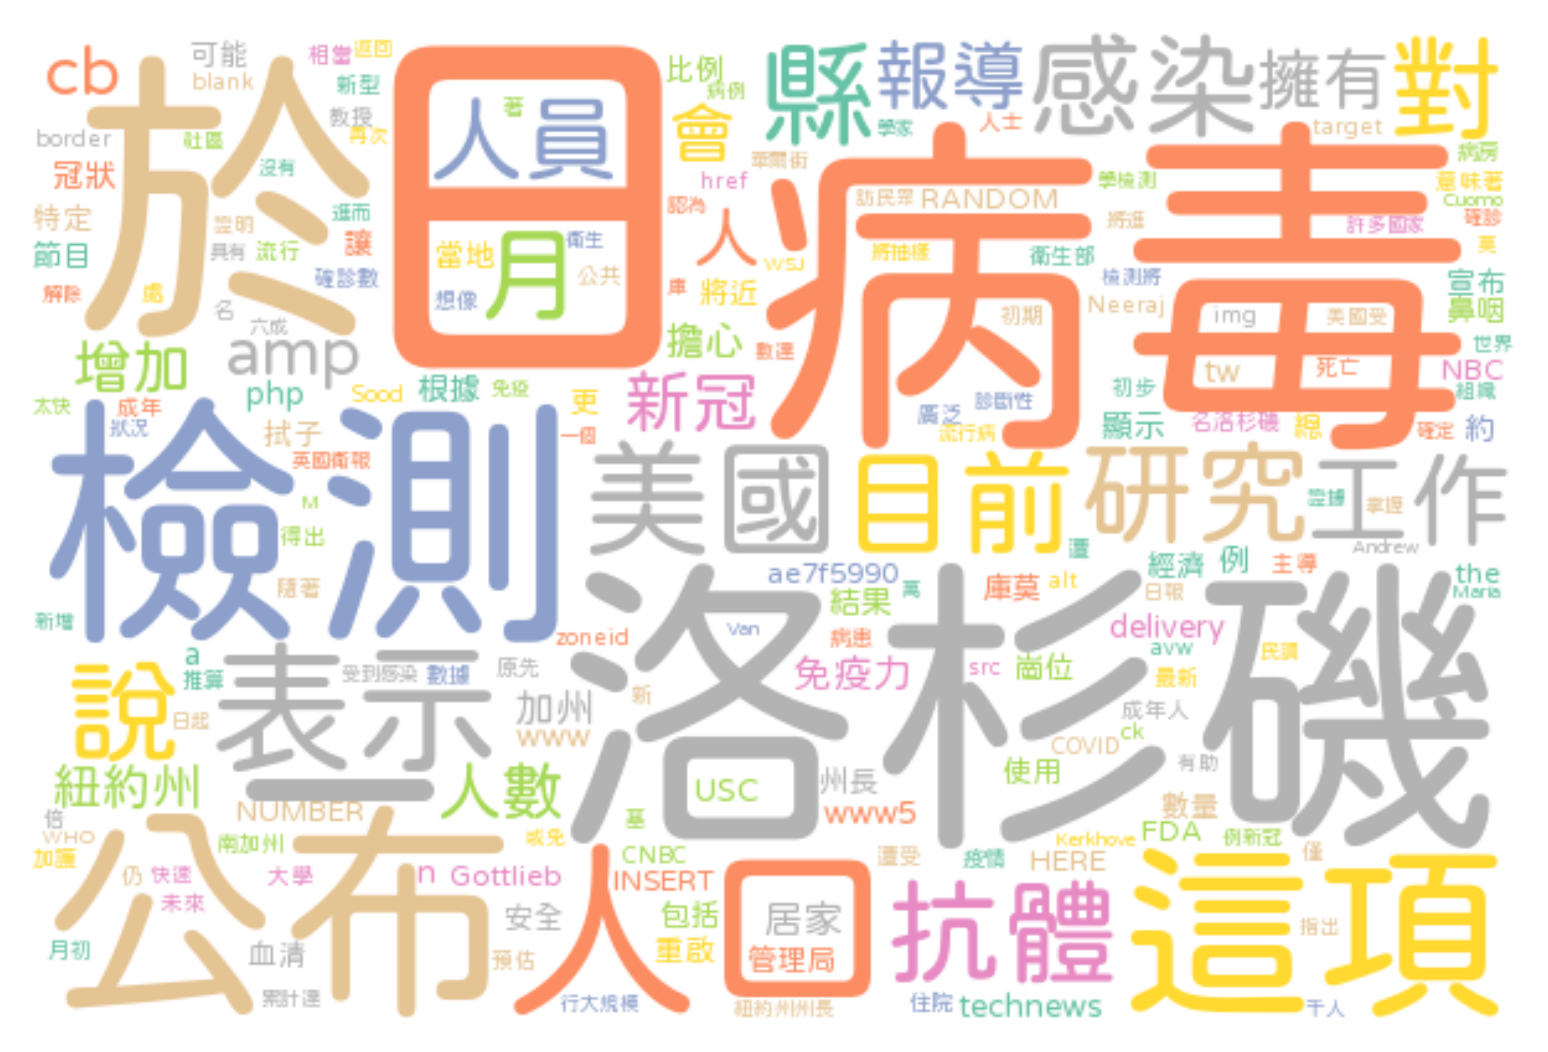 cb
可能
相當
返回
blank
新型
border
教授
再次
社區
冠狀
沒有
於
日
人員
著
當地
月
衛生
公共
想像
比例
病例
會
href
認為
人
WSJ
庫
將近
擔心
數據
縣
學家
報導
人士
感染
擁有
target
對
華爾街
訪民眾
RANDOM
學檢測
將進
病房
意味著
Cuomo
確診
許多國家
英
病毒
將抽樣
衛生部
檢測將
宣布
鼻咽
Neeraj
初期
img
美國受
世界
tw
死亡
NBC
組織
特定
證明
進而
節目
具有
流行
讓
確診數
解除
處
名
六成
增加
amp
php
Sood
根據
免疫
更
新冠
廣泛
診斷性
初步
流行病
顯示
名洛杉磯
總
確定
約
太快
成年
狀況
拭子
一個
英國衛報
檢測
M
得出
隨著
新增
美國
目前
研究
工作
證據
掌握
遭
Andrew
ae7f5990
結果
萬
庫莫
alt
經濟
例
主導
日報
the
Maria
zoneid
Van
病患
洛杉磯
delivery
avw
民調
a
推算
受到感染
數據
原先
說
日起
表示
加州
新
www
免疫力
src
崗位
最新
成年人
ck
COVID
有助
紐約州
一
人數
USC
州長
www5
使用
數量
NUMBER
倍
WHO
加護
南加州
或免
墓
CNBC
遭受
疫情
HERE
Kerkhove
FDA
例新冠
僅
仍
快速
未來
大學
n
Gottlieb
INSERT
公布
人口
包括
重啟
居家
管理局
抗體
這項
指出
月初
血清
安全
預估
累計達
行大規模
紐約州州長
住院
technews
千人